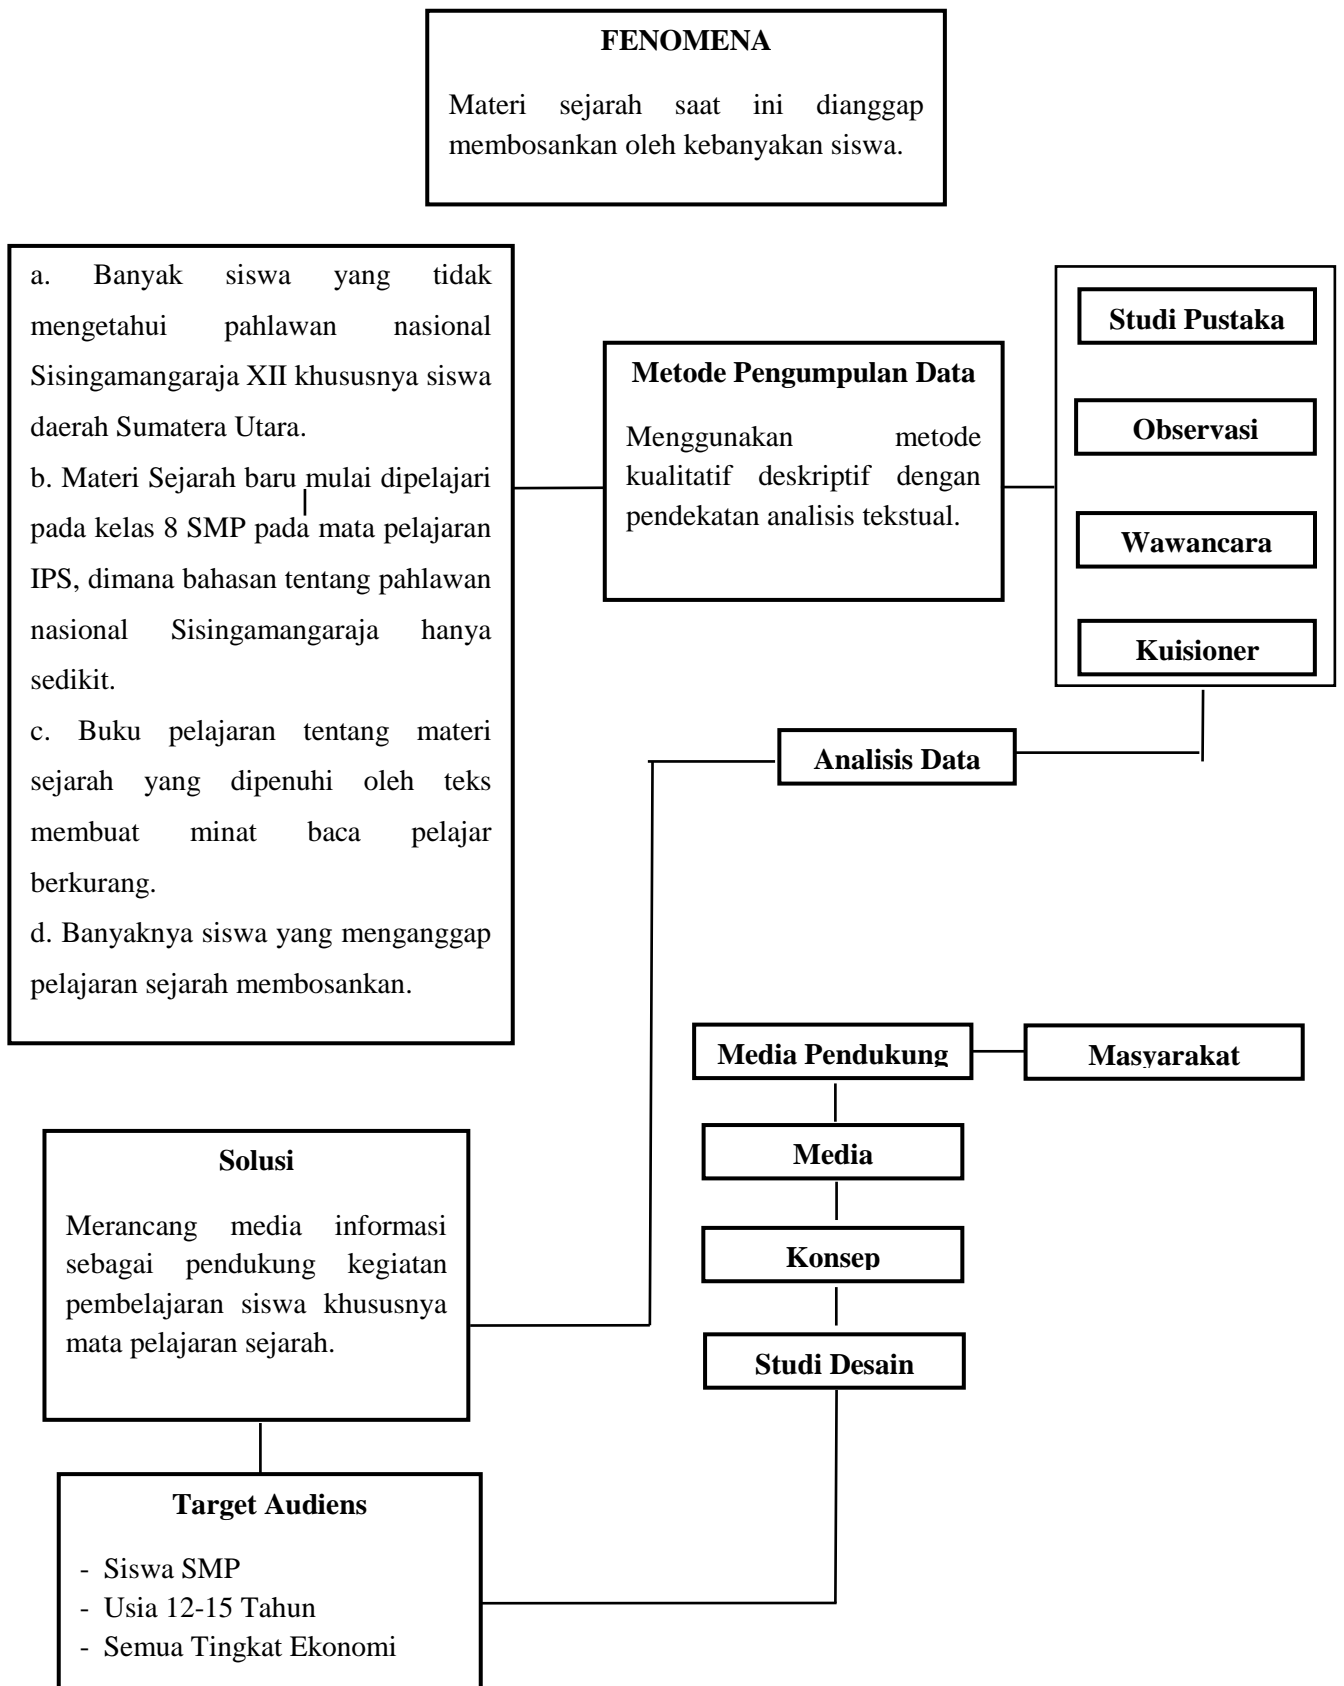 FENOMENA
Materi sejarah saat ini dianggap
membosankan oleh kebanyakan siswa.
a. Banyak siswa yang tidak
mengetahui pahlawan nasional
Sisingamangaraja XII khususnya siswa
daerah Sumatera Utara.
b. Materi Sejarah baru mulai dipelajari
pada kelas 8 SMP pada mata pelajaran
IPS, dimana bahasan tentang pahlawan
nasional Sisingamangaraja hanya
sedikit.
c. Buku pelajaran tentang materi
sejarah yang dipenuhi oleh teks
membuat minat baca pelajar
berkurang.
d. Banyaknya siswa yang menganggap
pelajaran sejarah membosankan.
Metode Pengumpulan Data
Menggunakan metode
kualitatif deskriptif dengan
pendekatan analisis tekstual.
Studi Pustaka
Observasi
Wawancara
Kuisioner
Analisis Data
Solusi
Merancang media informasi
sebagai pendukung kegiatan
pembelajaran siswa khususnya
mata pelajaran sejarah.
Target Audiens
- Siswa SMP
- Usia 12-15 Tahun
- Semua Tingkat Ekonomi
Studi Desain
Konsep
Media
Media Pendukung
Masyarakat